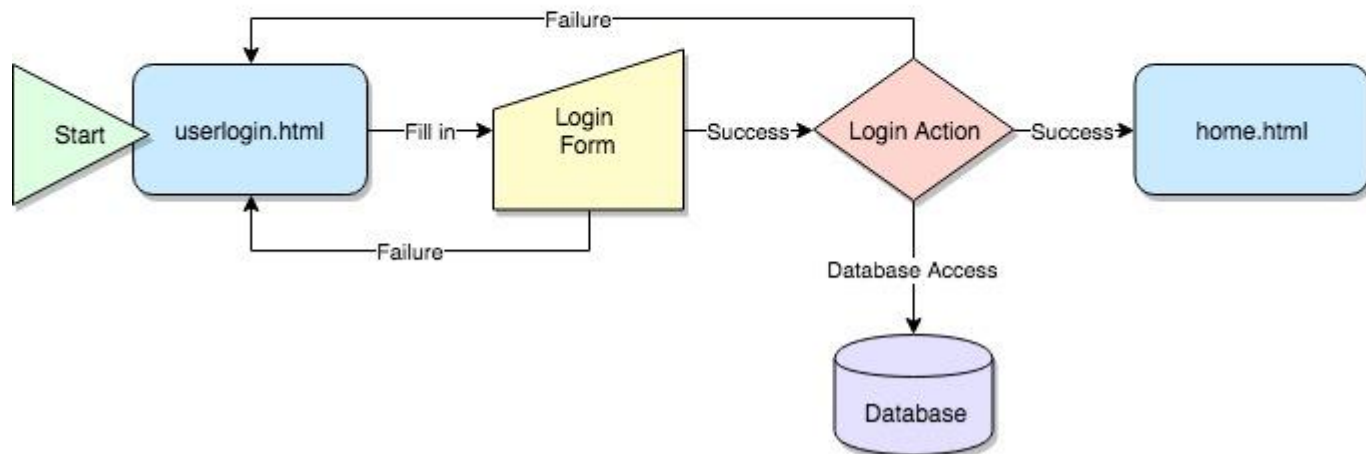 Failure
Start
userlogin.html
Fill in
Login
Form
Success
Login Action
Success
home.html
Failure
Database Access
Database